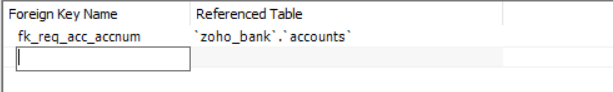 Foreign Key Name Referenced Table
fk_req_acc_accnum `zoho_bank`.`accounts`